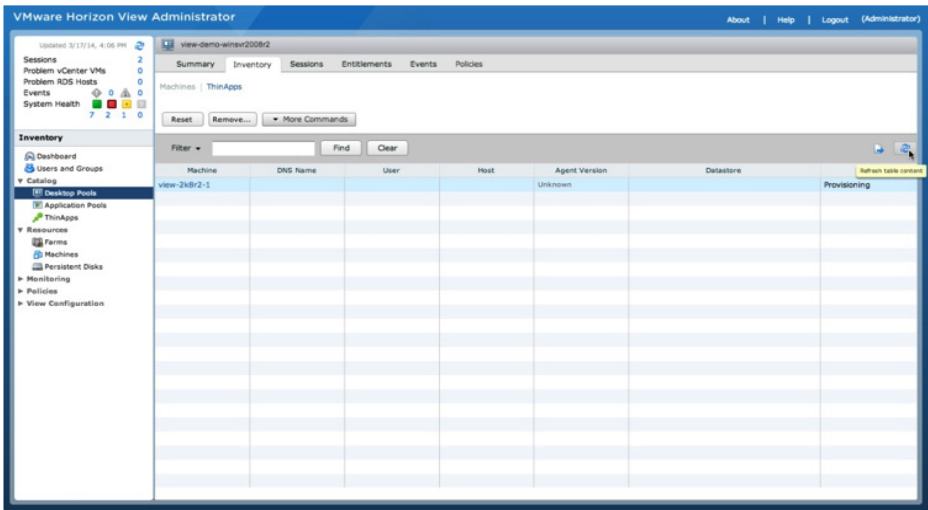 VMware Horizon View Administrator
About | Help | Logout (Administrator)
Updated 3/17/14, 4:06 PM
Sessions 2
Problem vCenter VMs 0
Problem RDS Hosts 0
Events 0 0
System Health
7 2 1 0
Inventory
Dashboard
Users and Groups
Catalog
Desktop Pools
Application Pools
ThinApps
Resources
Farms
Machines
Persistent Disks
Monitoring
Policies
View Configuration
view-demo-winsvr2008r2
Summary Inventory Sessions Entitlements Events Policies
Machines | ThinApps
Reset Remove... More Commands
Filter Find Clear
Refresh table content
Machine DNS Name User Host Agent Version Datastore
view-2k8r2-1 Unknown Provisioning